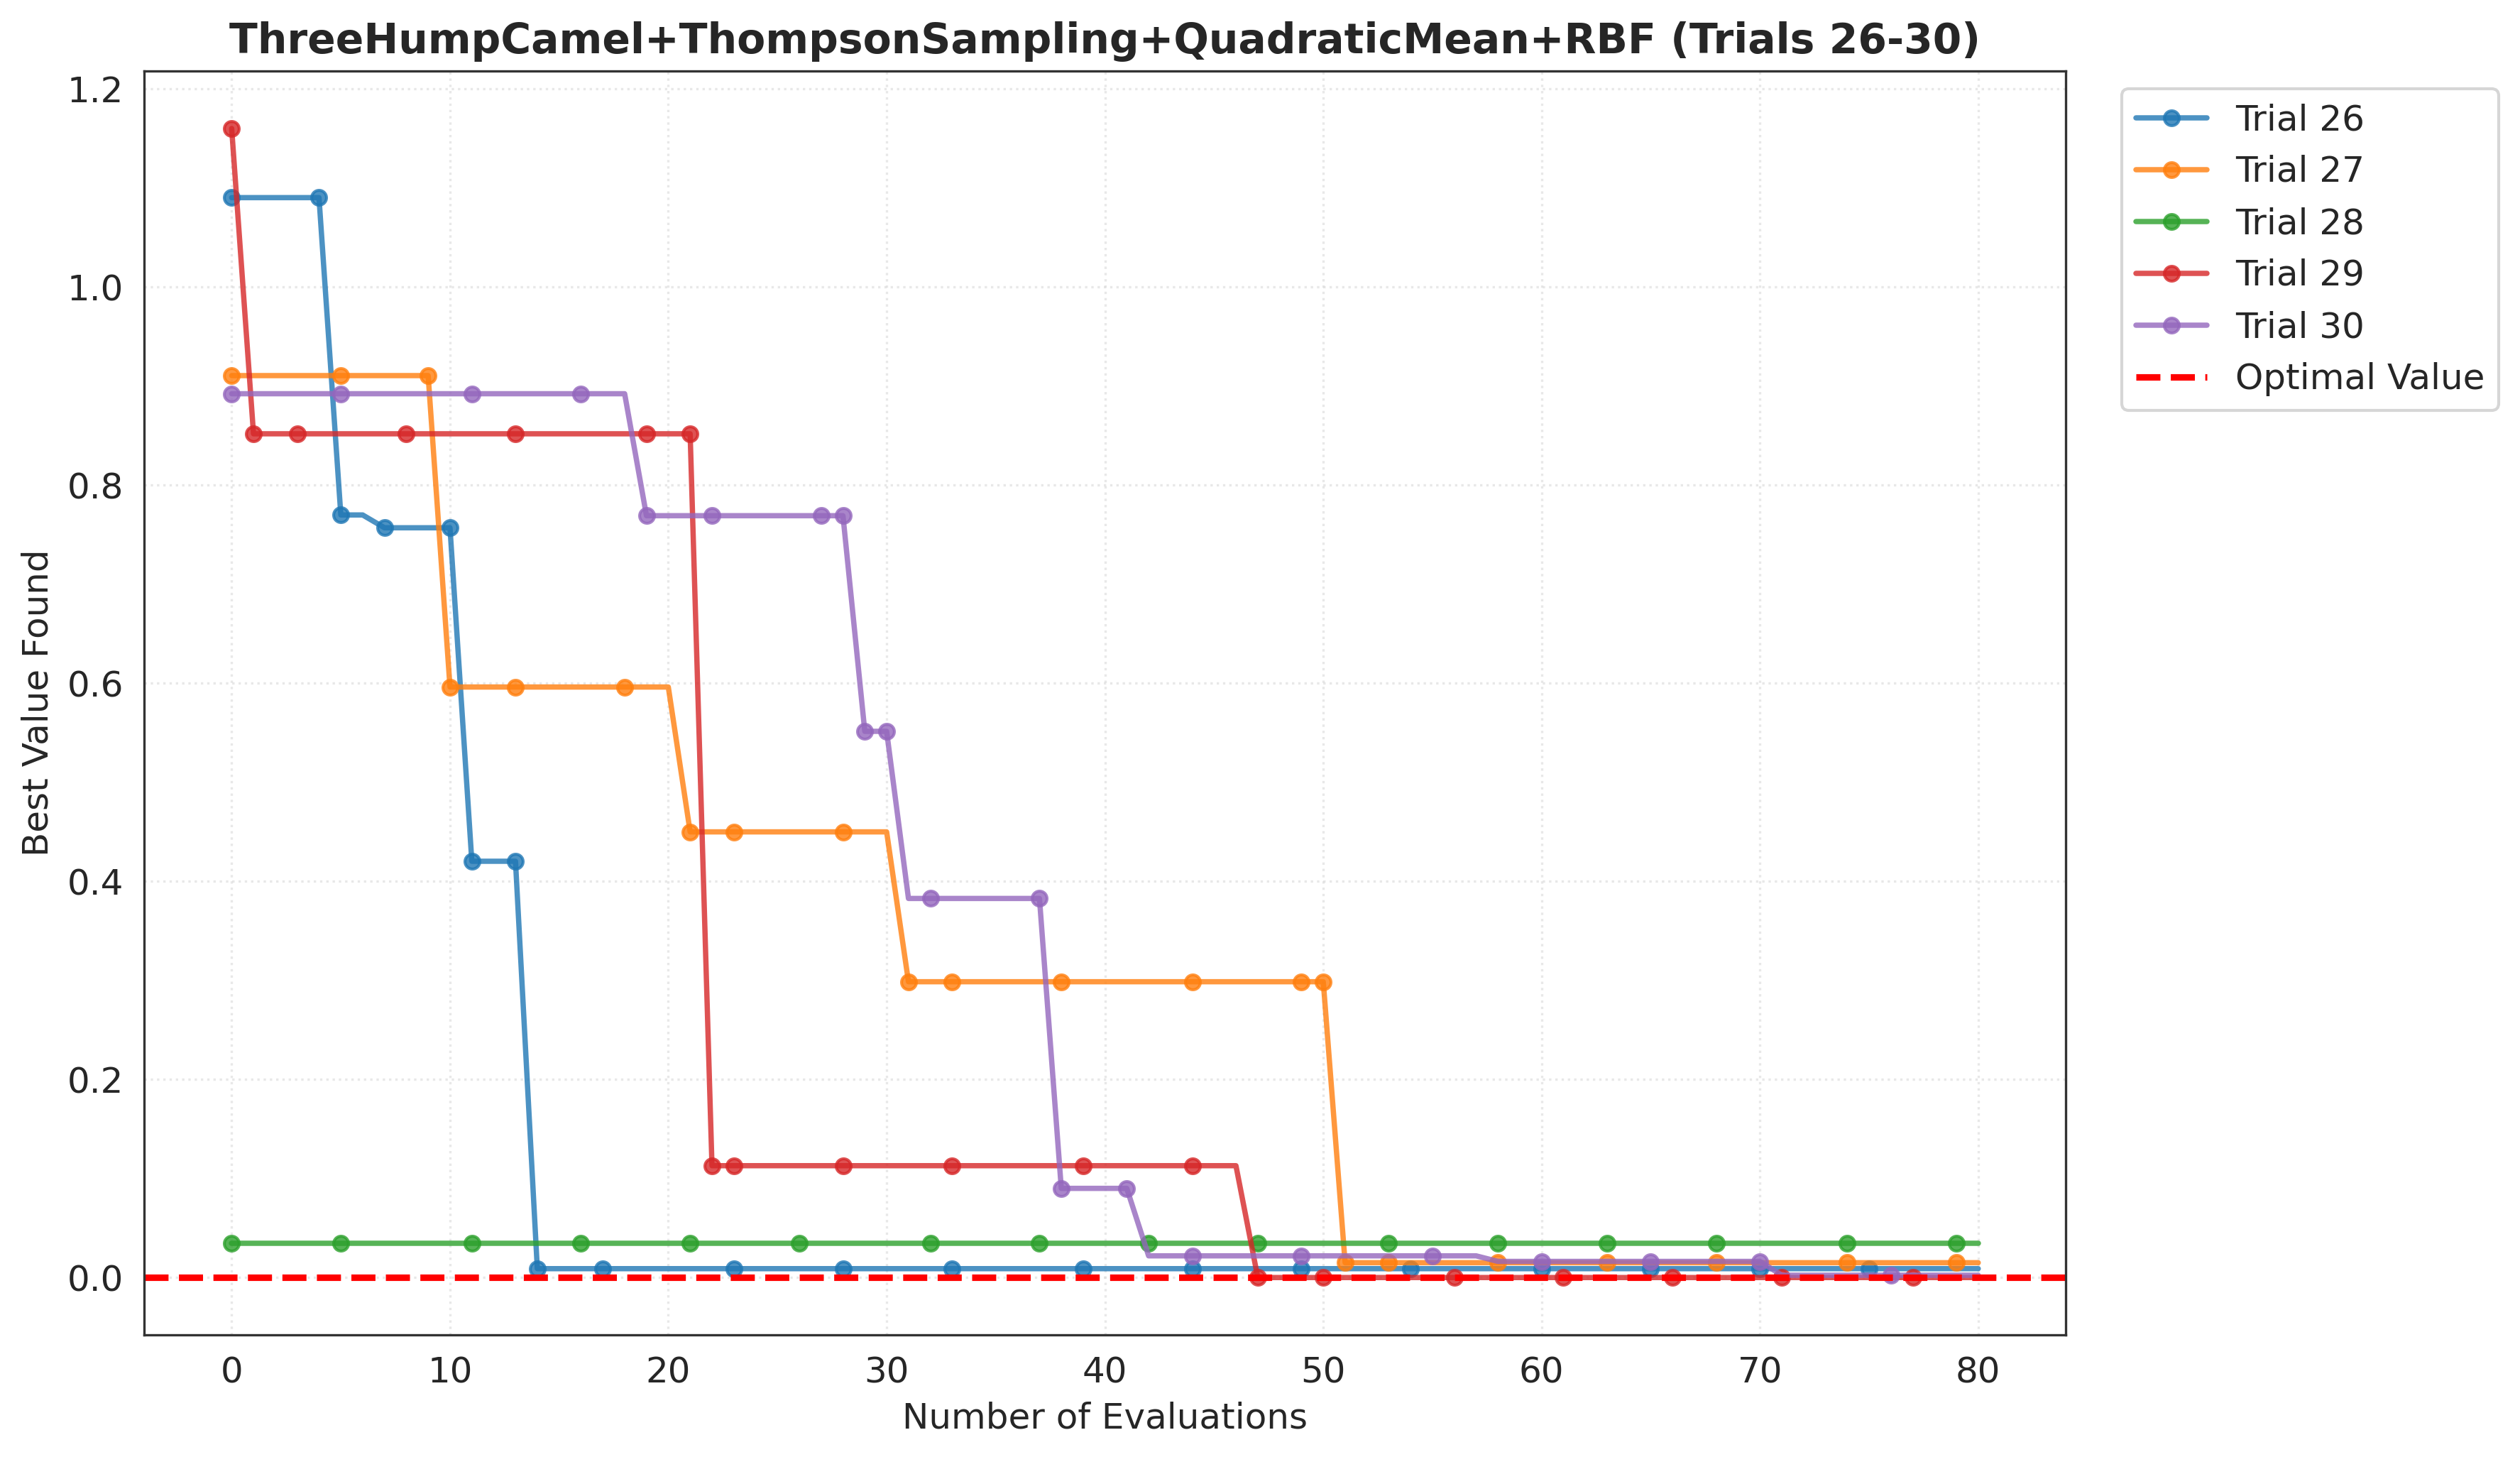 ThreeHumpCamel+ThompsonSampling+QuadraticMean+RBF (Trials 26-30)
1.2
1.0
0.8
0.6
0.4
0.2
0.0
Best Value Found
0 10 20 30 40 50 60 70 80
Number of Evaluations
Trial 26
Trial 27
Trial 28
Trial 29
Trial 30
Optimal Value